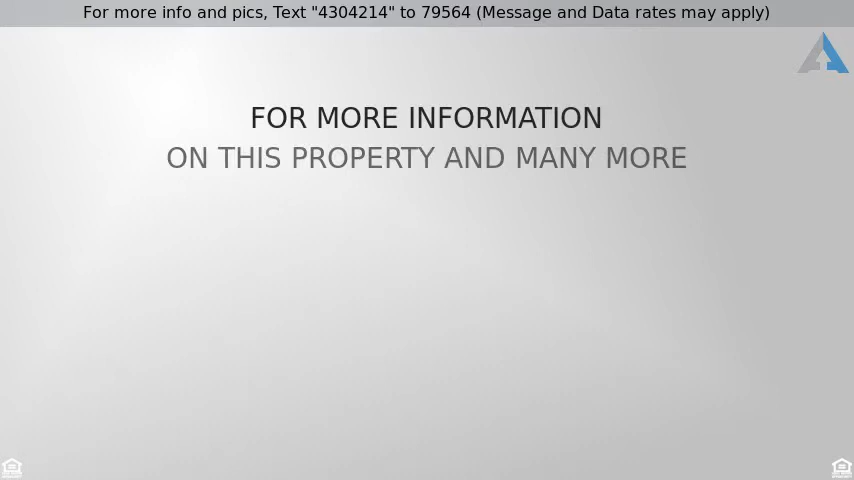 For more info and pics, Text "4304214" to 79564 (Message and Data rates may apply)
FOR MORE INFORMATION
ON THIS PROPERTY AND MANY MORE